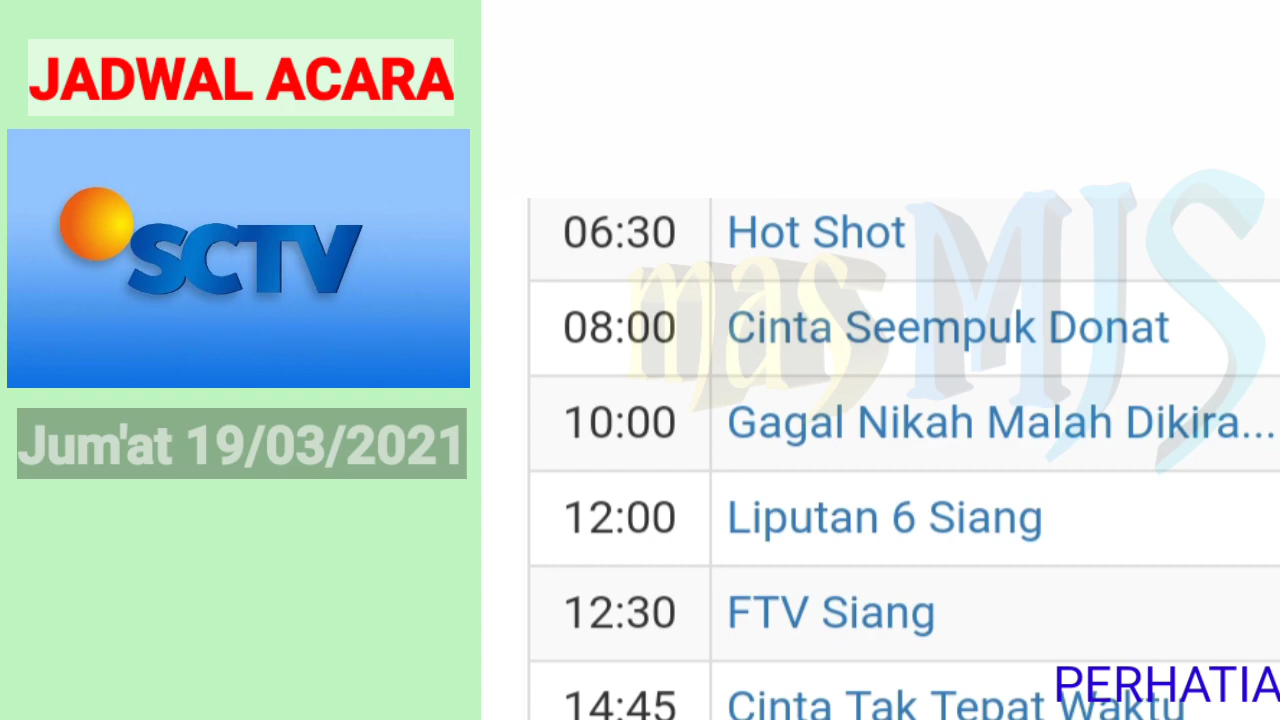 JADWAL ACARA
SCTV
Jum'at 19/03/2021
06:30 Hot Shot
08:00 Cinta Seempuk Donat
10:00 Gagal Nikah Malah Dikira...
12:00 Liputan 6 Siang
12:30 FTV Siang
14:45 Cinta Tak Tepat Waktu
mas MJS
PERHATIA